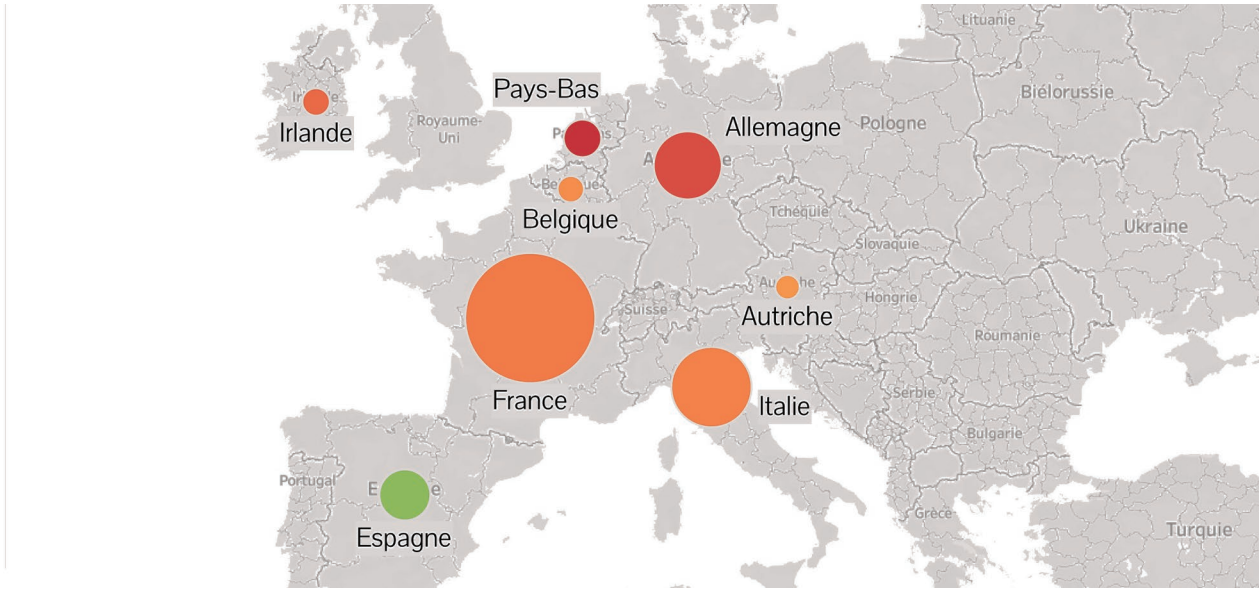 Lituanie
Pays-Bas
Biélorussie
Irlande
Royaume-
Uni
Allemagne
Pologne
Belgique
Tchéquie
Ukraine
Slovaquie
Autriche
Hongrie
Suisse
Roumanie
France
Italie
Serbie
Bulgarie
Portugal
Espagne
Grèce
Turquie